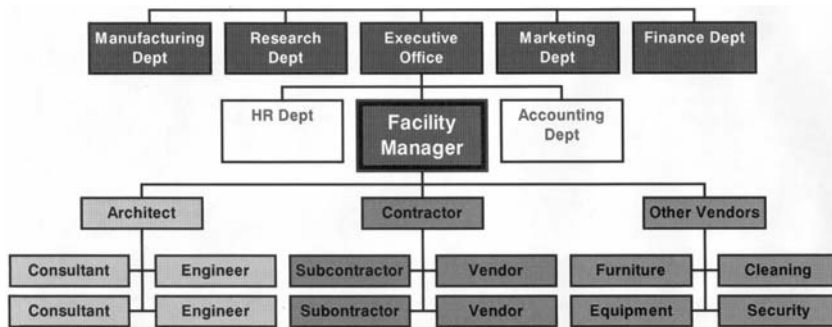 Manufacturing
Dept
Research
Dept
Executive
Office
Marketing
Dept
Finance Dept
HR Dept
Facility
Manager
Accounting
Dept
Architect
Contractor
Other Vendors
Consultant
Engineer
Subcontractor
Vendor
Furniture
Cleaning
Consultant
Engineer
Subontractor
Vendor
Equipment
Security